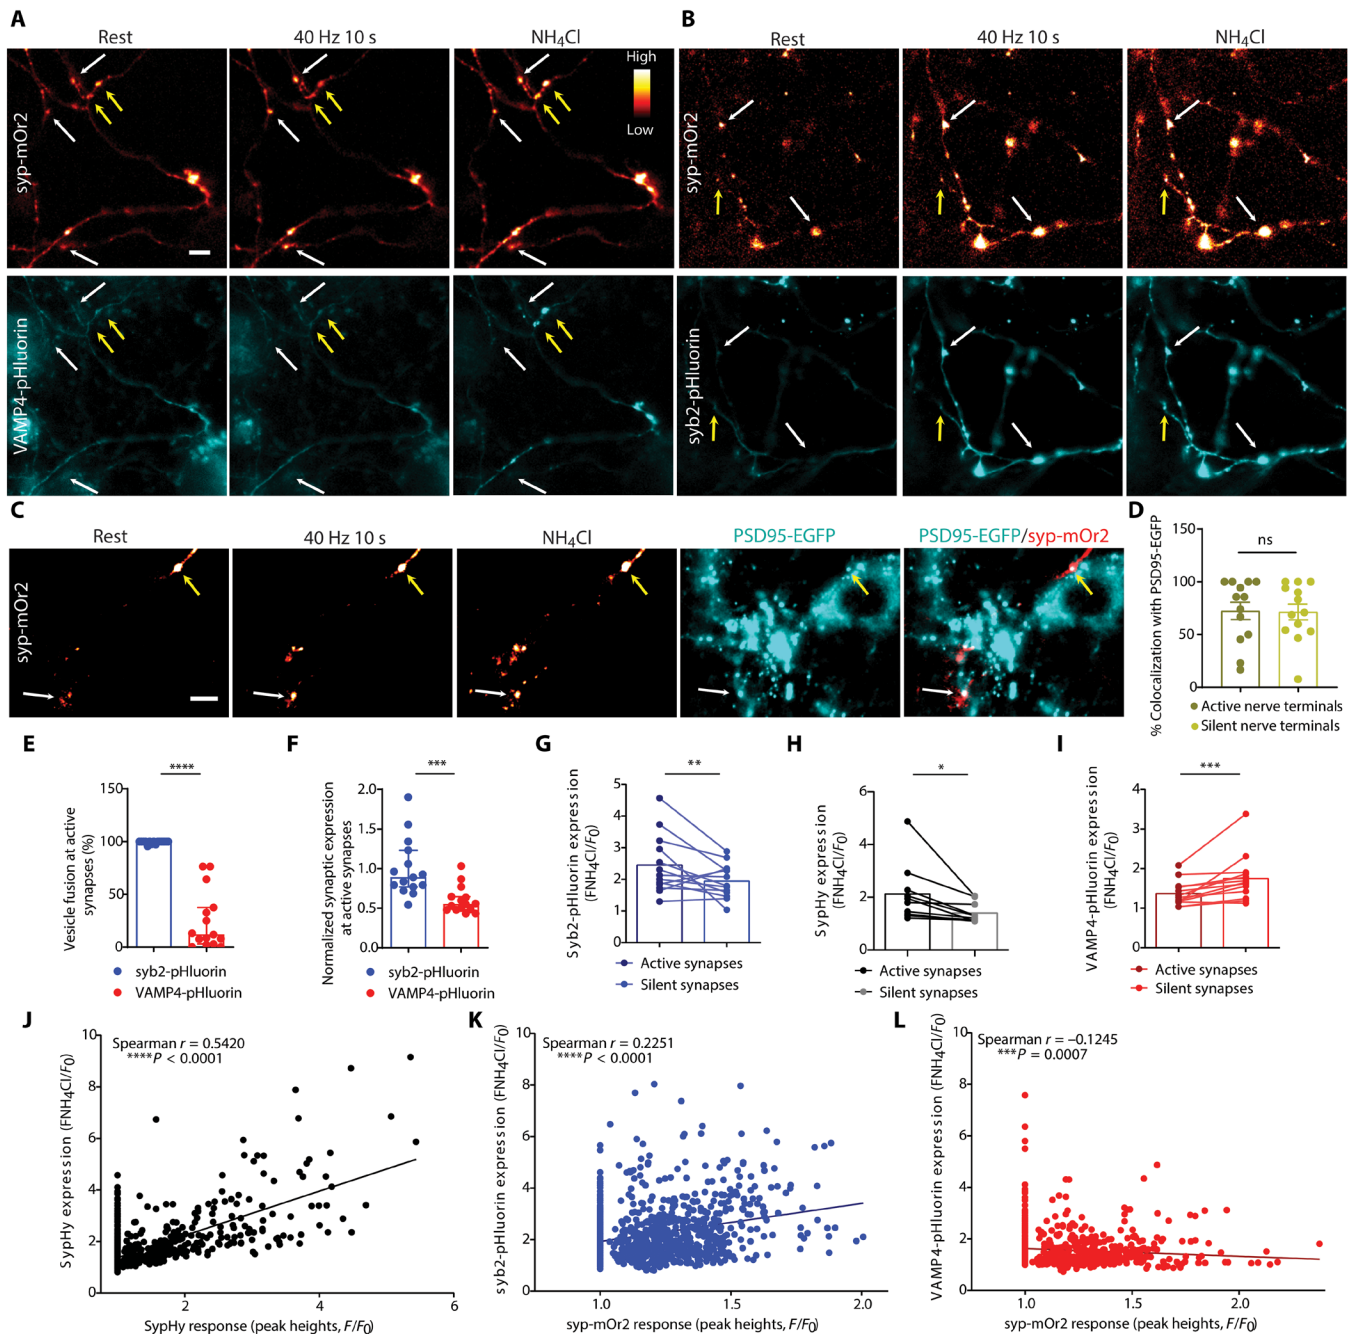 A
Rest
40 Hz 10 s
NH4Cl
High
Low
syp-mOr2
VAMP4-pHluorin
B
Rest
40 Hz 10 s
NH4Cl
syp-mOr2
syb2-pHluorin
C
Rest
40 Hz 10 s
NH4Cl
PSD95-EGFP
PSD95-EGFP/syp-mOr2
syp-mOr2
D
% Colocalization with PSD95-EGFP
150
100
50
0
ns
Active nerve terminals
Silent nerve terminals
E
Vesicle fusion at active
synapses (%)
150
100
50
0
****
syb2-pHluorin
VAMP4-pHluorin
F
Normalized synaptic expression
at active synapses
2.0
1.5
1.0
0.5
0.0
***
syb2-pHluorin
VAMP4-pHluorin
G
Syb2-pHluorin expression
(FNH4Cl/F0)
5
4
3
2
1
0
**
Active synapses
Silent synapses
H
SypHy expression
(FNH4Cl/F0)
6
4
2
0
*
Active synapses
Silent synapses
I
VAMP4-pHluorin expression
(FNH4Cl/F0)
4
3
2
1
0
***
Active synapses
Silent synapses
J
Spearman r = 0.5420
****P < 0.0001
SypHy expression (FNH4Cl/F0)
10
8
6
4
2
0
2
4
6
SypHy response (peak heights, F/F0)
K
Spearman r = 0.2251
****P < 0.0001
syb2-pHluorin expression (FNH4Cl/F0)
10
8
6
4
2
0
1.0
1.5
2.0
syp-mOr2 response (peak heights, F/F0)
L
Spearman r = –0.1245
***P = 0.0007
VAMP4-pHluorin expression (FNH4Cl/F0)
10
8
6
4
2
0
1.0
1.5
2.0
syp-mOr2 response (peak heights, F/F0)